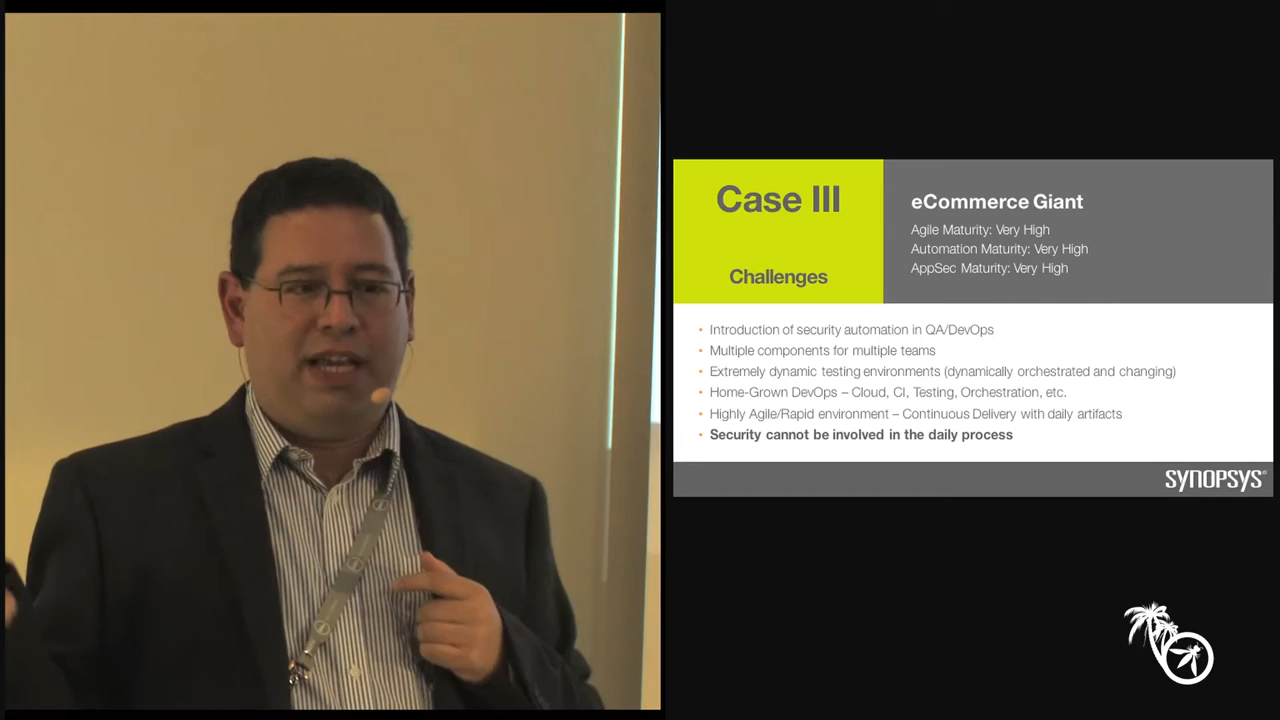 Case III
Challenges
eCommerce Giant
Agile Maturity: Very High
Automation Maturity: Very High
AppSec Maturity: Very High
• Introduction of security automation in QA/DevOps
• Multiple components for multiple teams
• Extremely dynamic testing environments (dynamically orchestrated and changing)
• Home-Grown DevOps – Cloud, CI, Testing, Orchestration, etc.
• Highly Agile/Rapid environment – Continuous Delivery with daily artifacts
• Security cannot be involved in the daily process
SYNOPSYS®